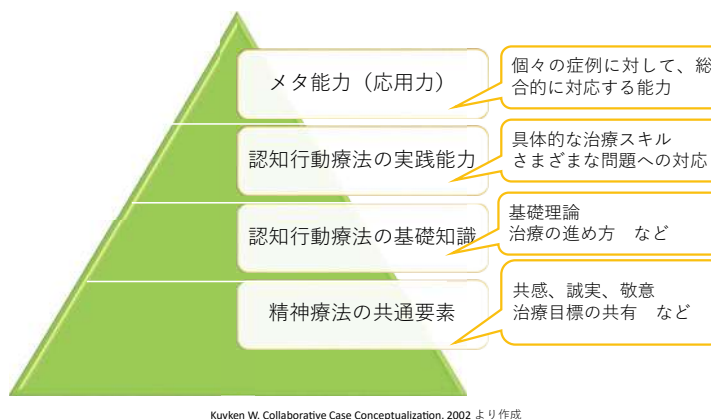 メタ能力（応用力）
個々の症例に対して、総
合的に対応する能力
認知行動療法の実践能力
具体的な治療スキル
さまざまな問題への対応
認知行動療法の基礎知識
基礎理論
治療の進め方　など
精神療法の共通要素
共感、誠実、敬意
治療目標の共有　など
Kuyken W. Collaborative Case Conceptualization. 2002 より作成